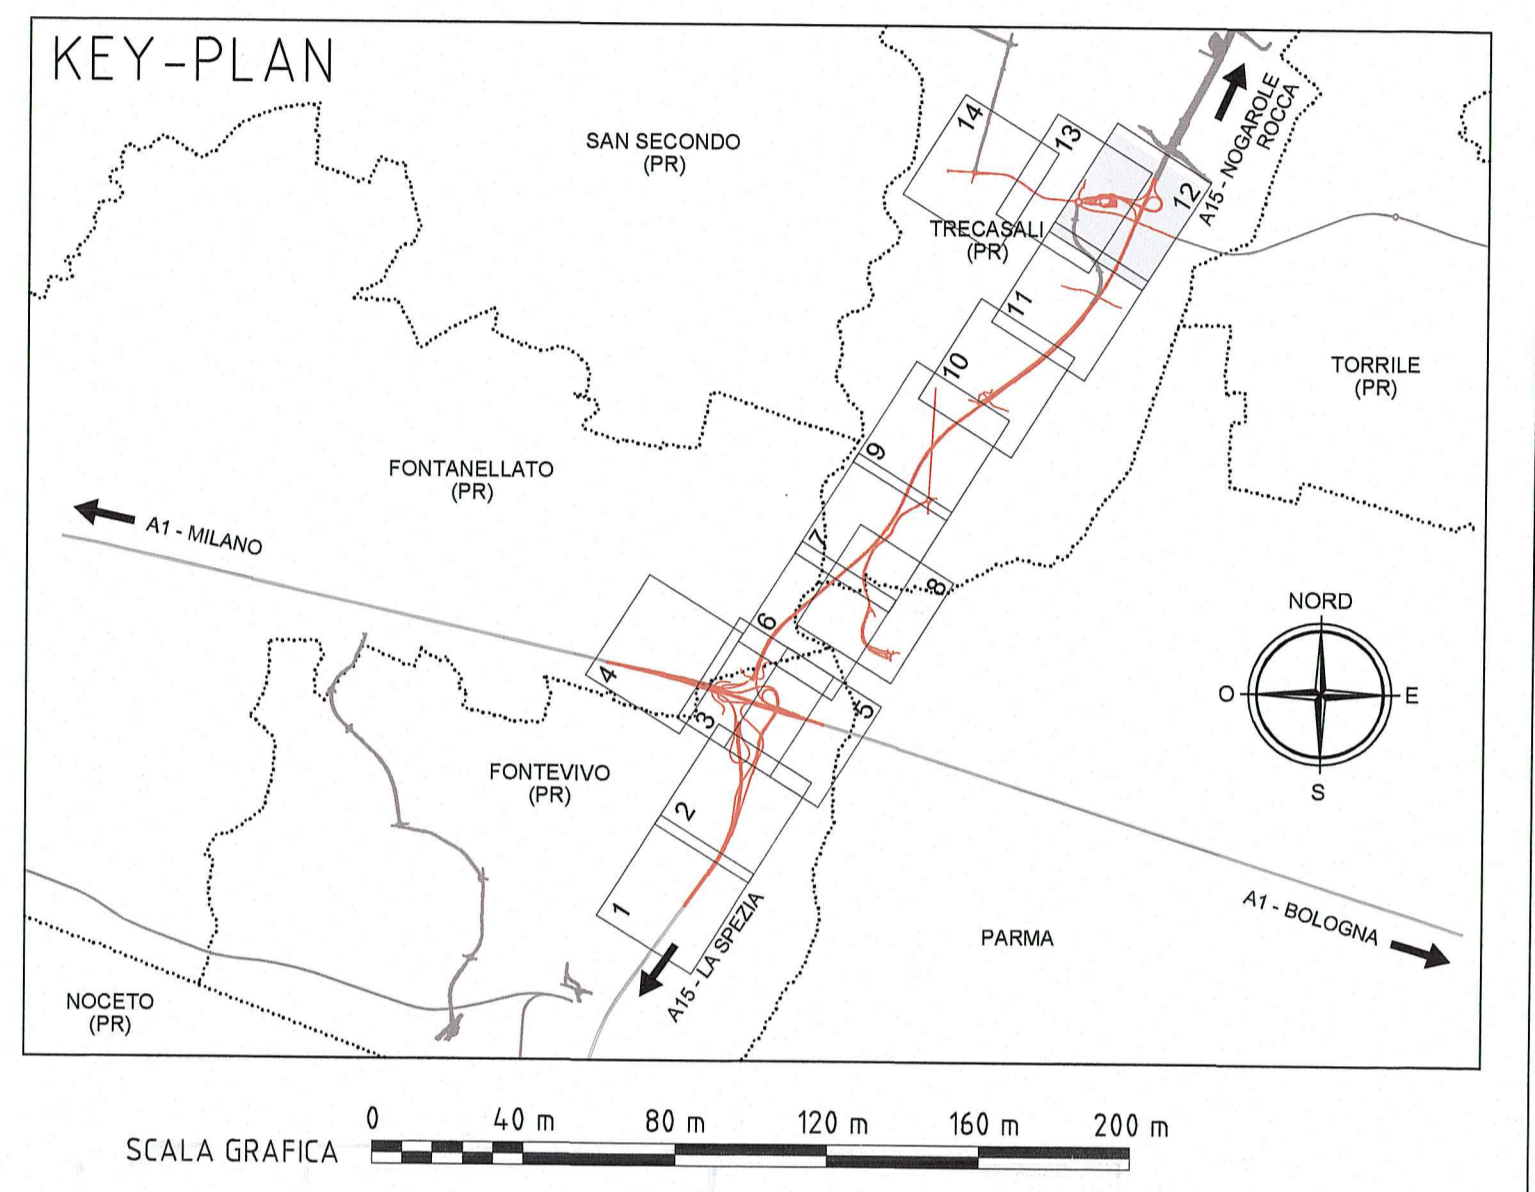 KEY-PLAN
SAN SECONDO
(PR)
14
13
12
A15 - NOGAROLE
ROCCA
TRECASALI
(PR)
11
10
TORRILE
(PR)
9
FONTANELLATO
(PR)
A1 - MILANO
7
8
6
NORD
O
E
S
4
3
5
FONTEVIVO
(PR)
2
1
A15 - LA SPEZIA
A1 - BOLOGNA
PARMA
NOCETO
(PR)
0 40 m 80 m 120 m 160 m 200 m
SCALA GRAFICA